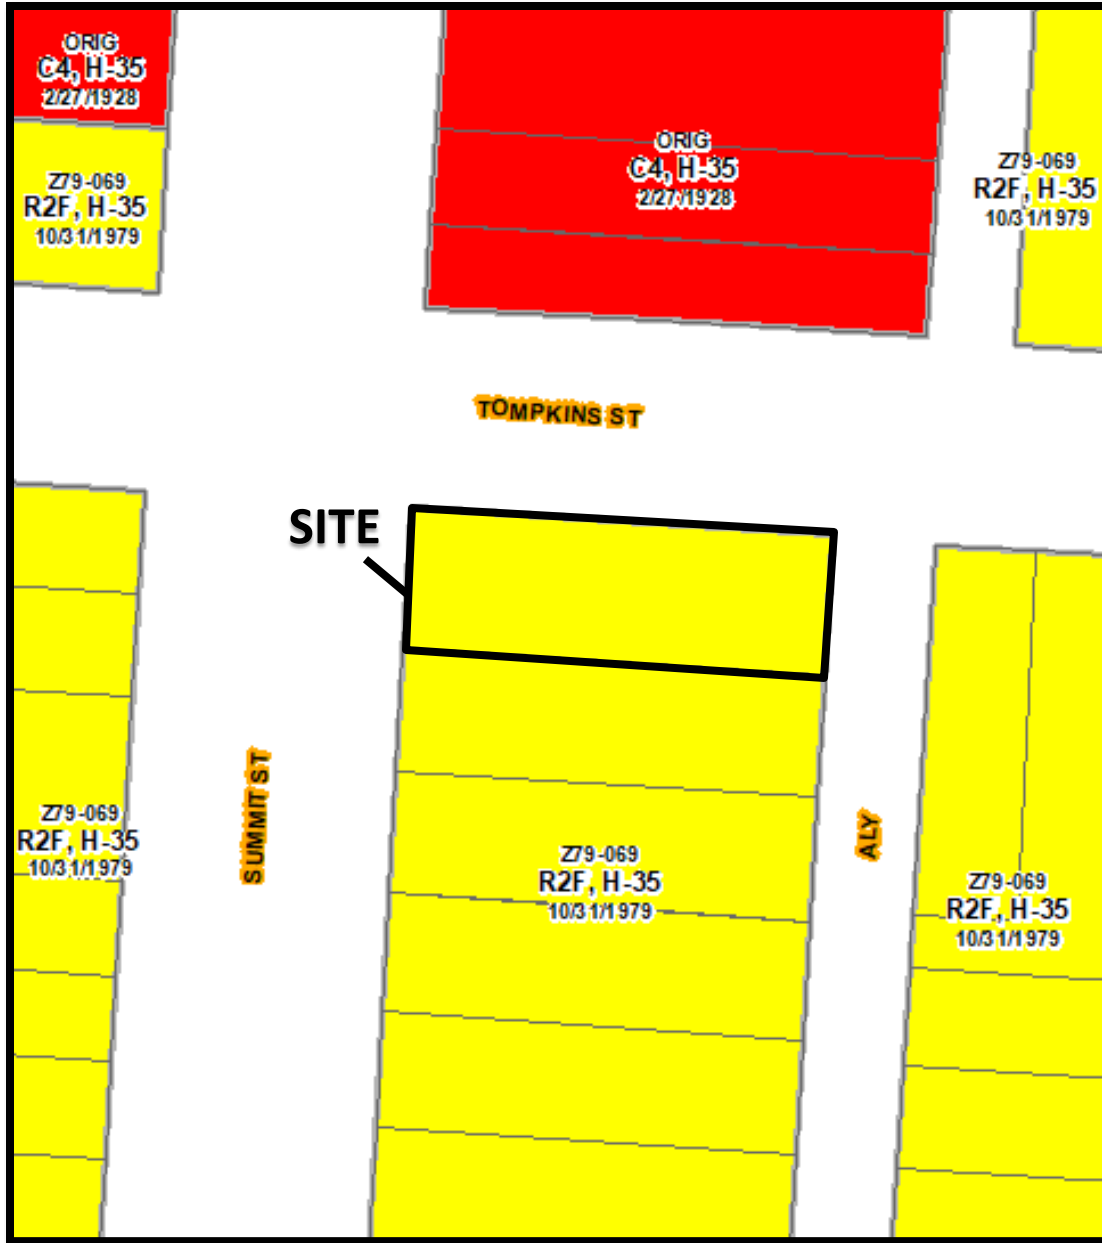 ORIG
C4, H-35
2/27/1928
Z79-069
R2F, H-35
10/31/1979
ORIG
C4, H-35
2/27/1928
Z79-069
R2F, H-35
10/31/1979
TOMPKINS ST
SITE
SUMMIT ST
ALY
Z79-069
R2F, H-35
10/31/1979
Z79-069
R2F, H-35
10/31/1979
Z79-069
R2F, H-35
10/31/1979